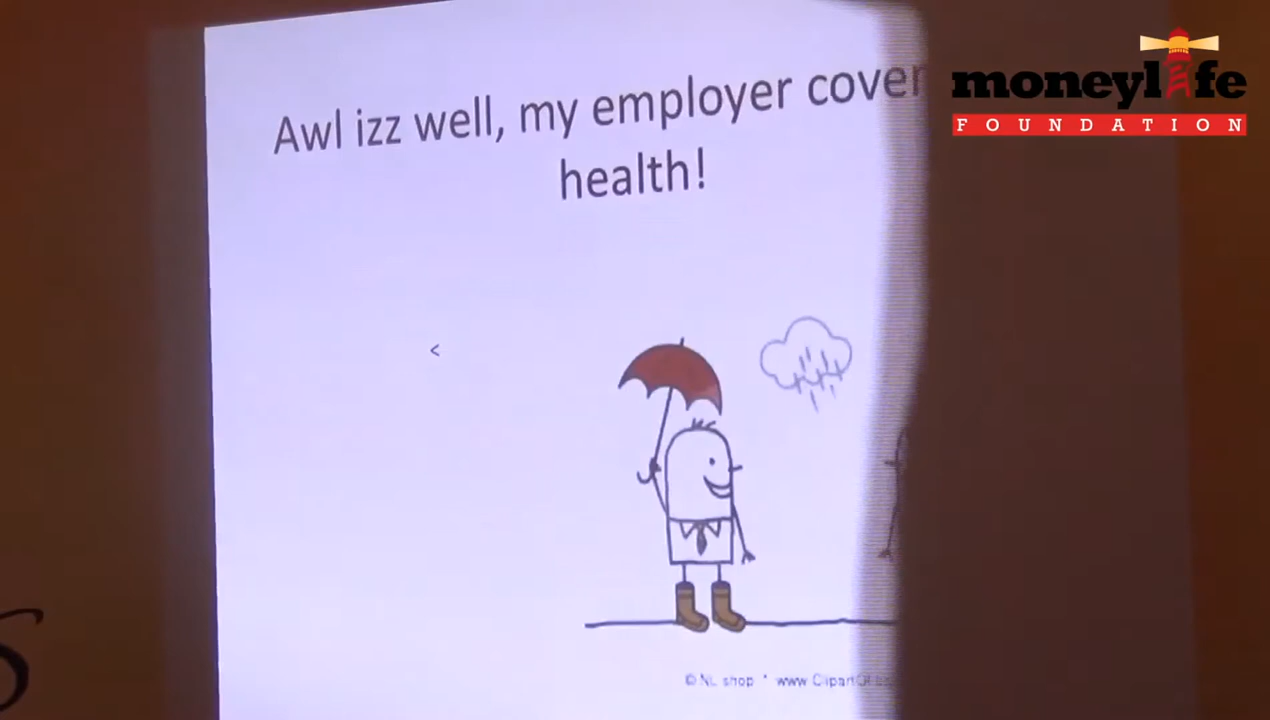 Awl izz well, my employer cover
health!
<
moneylife
FOUNDATION
© NL shop * www